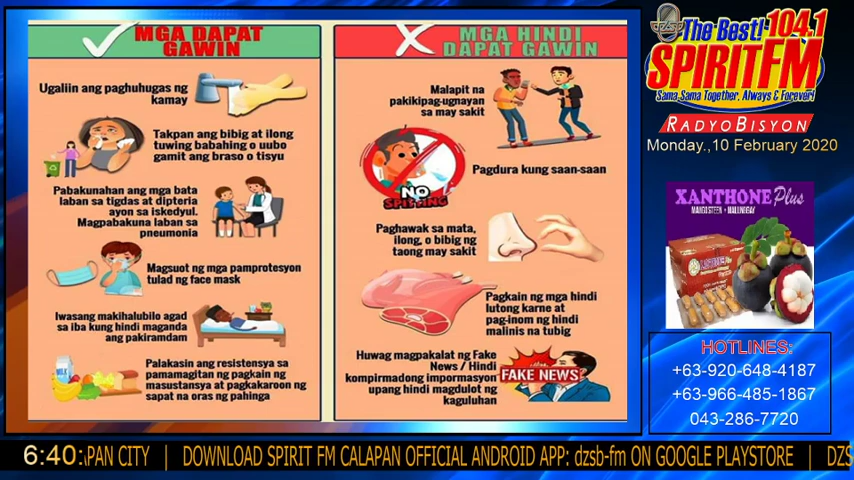 MGA DAPAT
GAWIN
Ugaliin ang paghuhugas ng
kamay
Takpan ang bibig at ilong
tuwing babahing o uubo
gamit ang braso o tisyu
Pabakunahan ang mga bata
laban sa tigdas at dipteria
ayon sa iskedyul.
Magpabakuna laban sa
pneumonia
Magsuot ng mga pamprotesyon
tulad ng face mask
Iwasang makihalubilo agad
sa iba kung hindi maganda
ang pakiramdam
MILK
Palakasin ang resistensya sa
pamamagitan ng pagkain ng
masustansya at pagkakaroon ng
sapat na oras ng pahinga
MGA HINDI
DAPAT GAWIN
Malapit na
pakikipag-ugnayan
sa may sakit
NO
SPITTING
Pagdura kung saan-saan
Paghawak sa mata,
ilong, o bibig ng
taong may sakit
Pagkain ng mga hindi
lutong karne at
pag-inom ng hindi
malinis na tubig
Huwag magpakalat ng Fake
News / Hindi
kompirmadong impormasyon
upang hindi magdulot ng
kaguluhan
FAKE NEWS
The Best! 104.1
SPIRIT FM
Sama Sama Together, Always & Forever!
RADYOBISYON
Monday.,10 February 2020
XANTHONE Plus
MANGOSTEEN + MALUNGGAY
HOTLINES:
+63-920-648-4187
+63-966-485-1867
043-286-7720
6:40: APAN CITY | DOWNLOAD SPIRIT FM CALAPAN OFFICIAL ANDROID APP: dzsb-fm ON GOOGLE PLAYSTORE | DZS